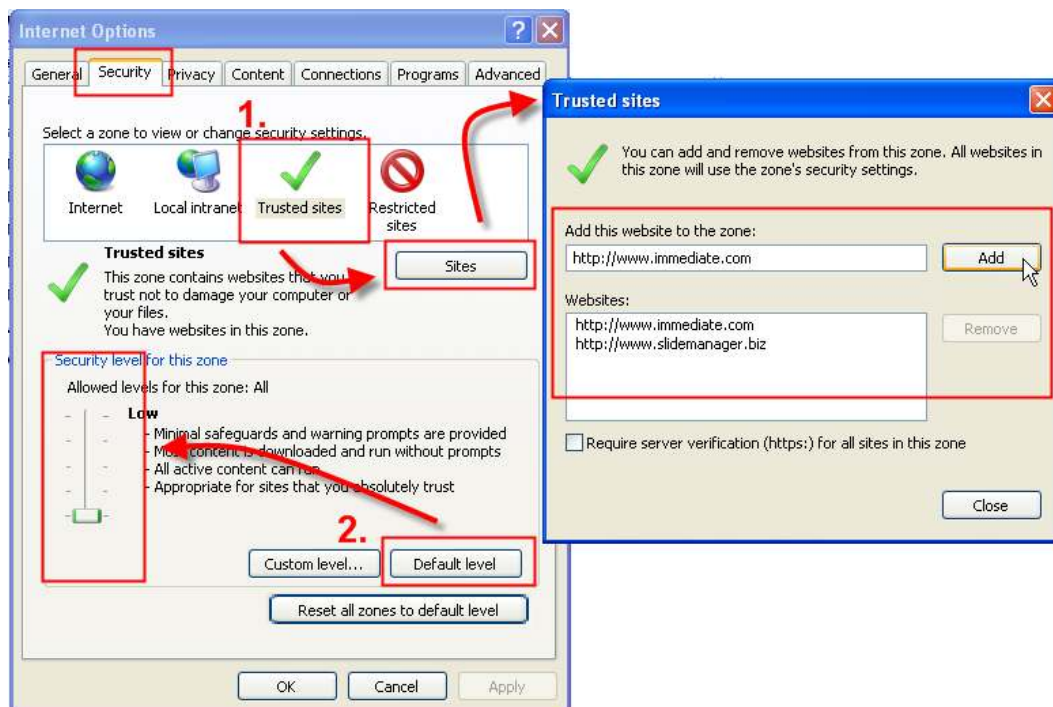 Internet Options
General Security Privacy Content Connections Programs Advanced
1.
Select a zone to view or change security settings.
Internet Local intranet Trusted sites Restricted sites
Trusted sites
Sites
This zone contains websites that you
trust not to damage your computer or
your files.
You have websites in this zone.
Security level for this zone
Allowed levels for this zone: All
Low
- Minimal safeguards and warning prompts are provided
- Most content is downloaded and run without prompts
- All active content can run
- Appropriate for sites that you absolutely trust
2.
Custom level... Default level
Reset all zones to default level
OK Cancel Apply
Trusted sites
You can add and remove websites from this zone. All websites in
this zone will use the zone's security settings.
Add this website to the zone:
http://www.immediate.com Add
Websites:
http://www.immediate.com
http://www.slidemanager.biz
Remove
Require server verification (https:) for all sites in this zone
Close